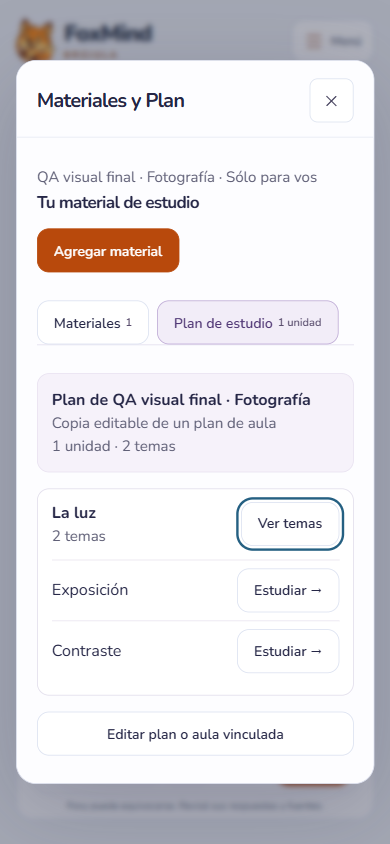 FoxMind
Menú
Materiales y Plan
×
QA visual final · Fotografía · Sólo para vos
Tu material de estudio
Agregar material
Materiales 1
Plan de estudio 1 unidad
Plan de QA visual final · Fotografía
Copia editable de un plan de aula
1 unidad · 2 temas
La luz
Ver temas
2 temas
Exposición
Estudiar →
Contraste
Estudiar →
Editar plan o aula vinculada